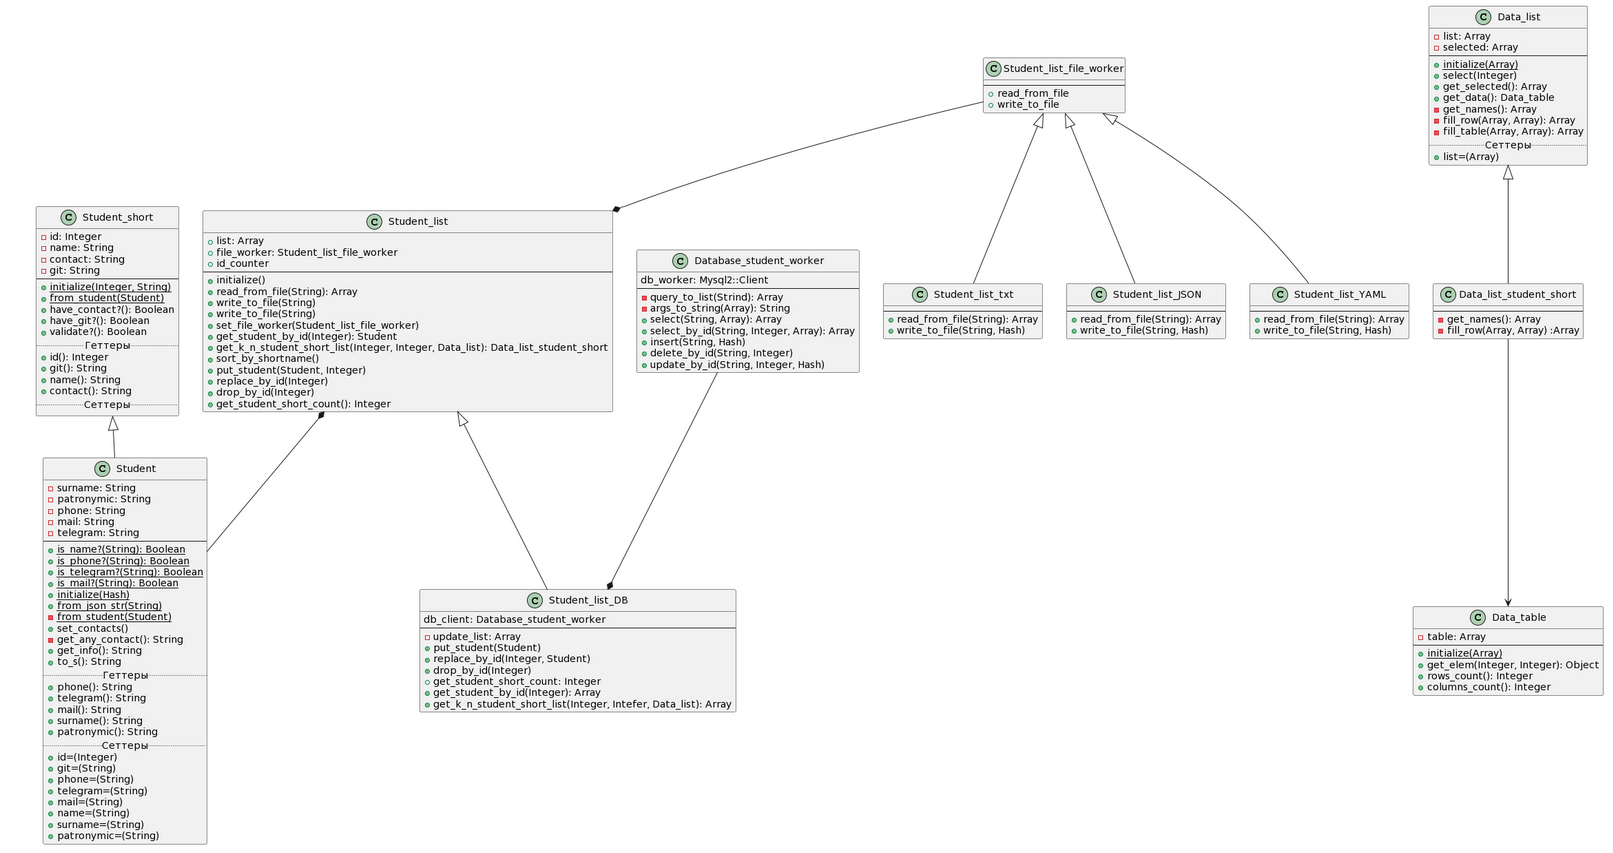 C Student_short
id: Integer
name: String
contact: String
git: String
initialize(Integer, String)
from_student(Student)
have_contact?(): Boolean
have_git?(): Boolean
validate?(): Boolean
Геттеры
id(): Integer
git(): String
name(): String
contact(): String
Сеттеры
C Student
surname: String
patronymic: String
phone: String
mail: String
telegram: String
is_name?(String): Boolean
is_phone?(String): Boolean
is_telegram?(String): Boolean
is_mail?(String): Boolean
initialize(Hash)
from_json_str(String)
from_student(Student)
set_contacts()
get_any_contact(): String
get_info(): String
to_s(): String
Геттеры
phone(): String
telegram(): String
mail(): String
surname(): String
patronymic(): String
Сеттеры
id=(Integer)
git=(String)
phone=(String)
telegram=(String)
mail=(String)
name=(String)
surname=(String)
patronymic=(String)
C Student_list
list: Array
file_worker: Student_list_file_worker
id_counter
initialize()
read_from_file(String): Array
write_to_file(String)
write_to_file(String)
set_file_worker(Student_list_file_worker)
get_student_by_id(Integer): Student
get_k_n_student_short_list(Integer, Integer, Data_list): Data_list_student_short
sort_by_shortname()
put_student(Student, Integer)
replace_by_id(Integer)
drop_by_id(Integer)
get_student_short_count(): Integer
C Database_student_worker
db_worker: Mysql2::Client
query_to_list(Strind): Array
args_to_string(Array): String
select(String, Array): Array
select_by_id(String, Integer, Array): Array
insert(String, Hash)
delete_by_id(String, Integer)
update_by_id(String, Integer, Hash)
C Student_list_DB
db_client: Database_student_worker
update_list: Array
put_student(Student)
replace_by_id(Integer, Student)
drop_by_id(Integer)
get_student_short_count: Integer
get_student_by_id(Integer): Array
get_k_n_student_short_list(Integer, Intefer, Data_list): Array
C Student_list_file_worker
read_from_file
write_to_file
C Student_list_txt
read_from_file(String): Array
write_to_file(String, Hash)
C Student_list_JSON
read_from_file(String): Array
write_to_file(String, Hash)
C Student_list_YAML
read_from_file(String): Array
write_to_file(String, Hash)
C Data_list
list: Array
selected: Array
initialize(Array)
select(Integer)
get_selected(): Array
get_data(): Data_table
get_names(): Array
fill_row(Array, Array): Array
fill_table(Array, Array): Array
Сеттеры
list=(Array)
C Data_list_student_short
get_names(): Array
fill_row(Array, Array) :Array
C Data_table
table: Array
initialize(Array)
get_elem(Integer, Integer): Object
rows_count(): Integer
columns_count(): Integer